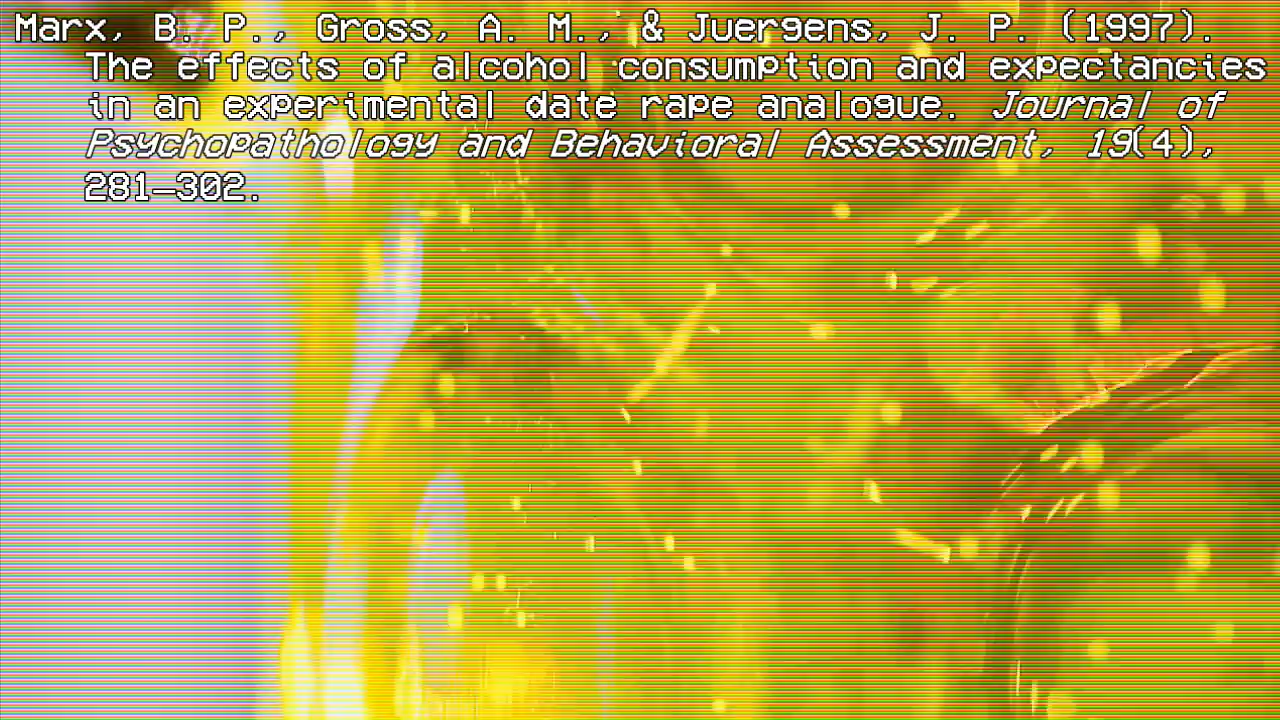 Marx, B. P., Gross, A. M., & Juergens, J. P. (1997).
The effects of alcohol consumption and expectancies
in an experimental date rape analogue. Journal of
Psychopathology and Behavioral Assessment, 19(4),
281–302.